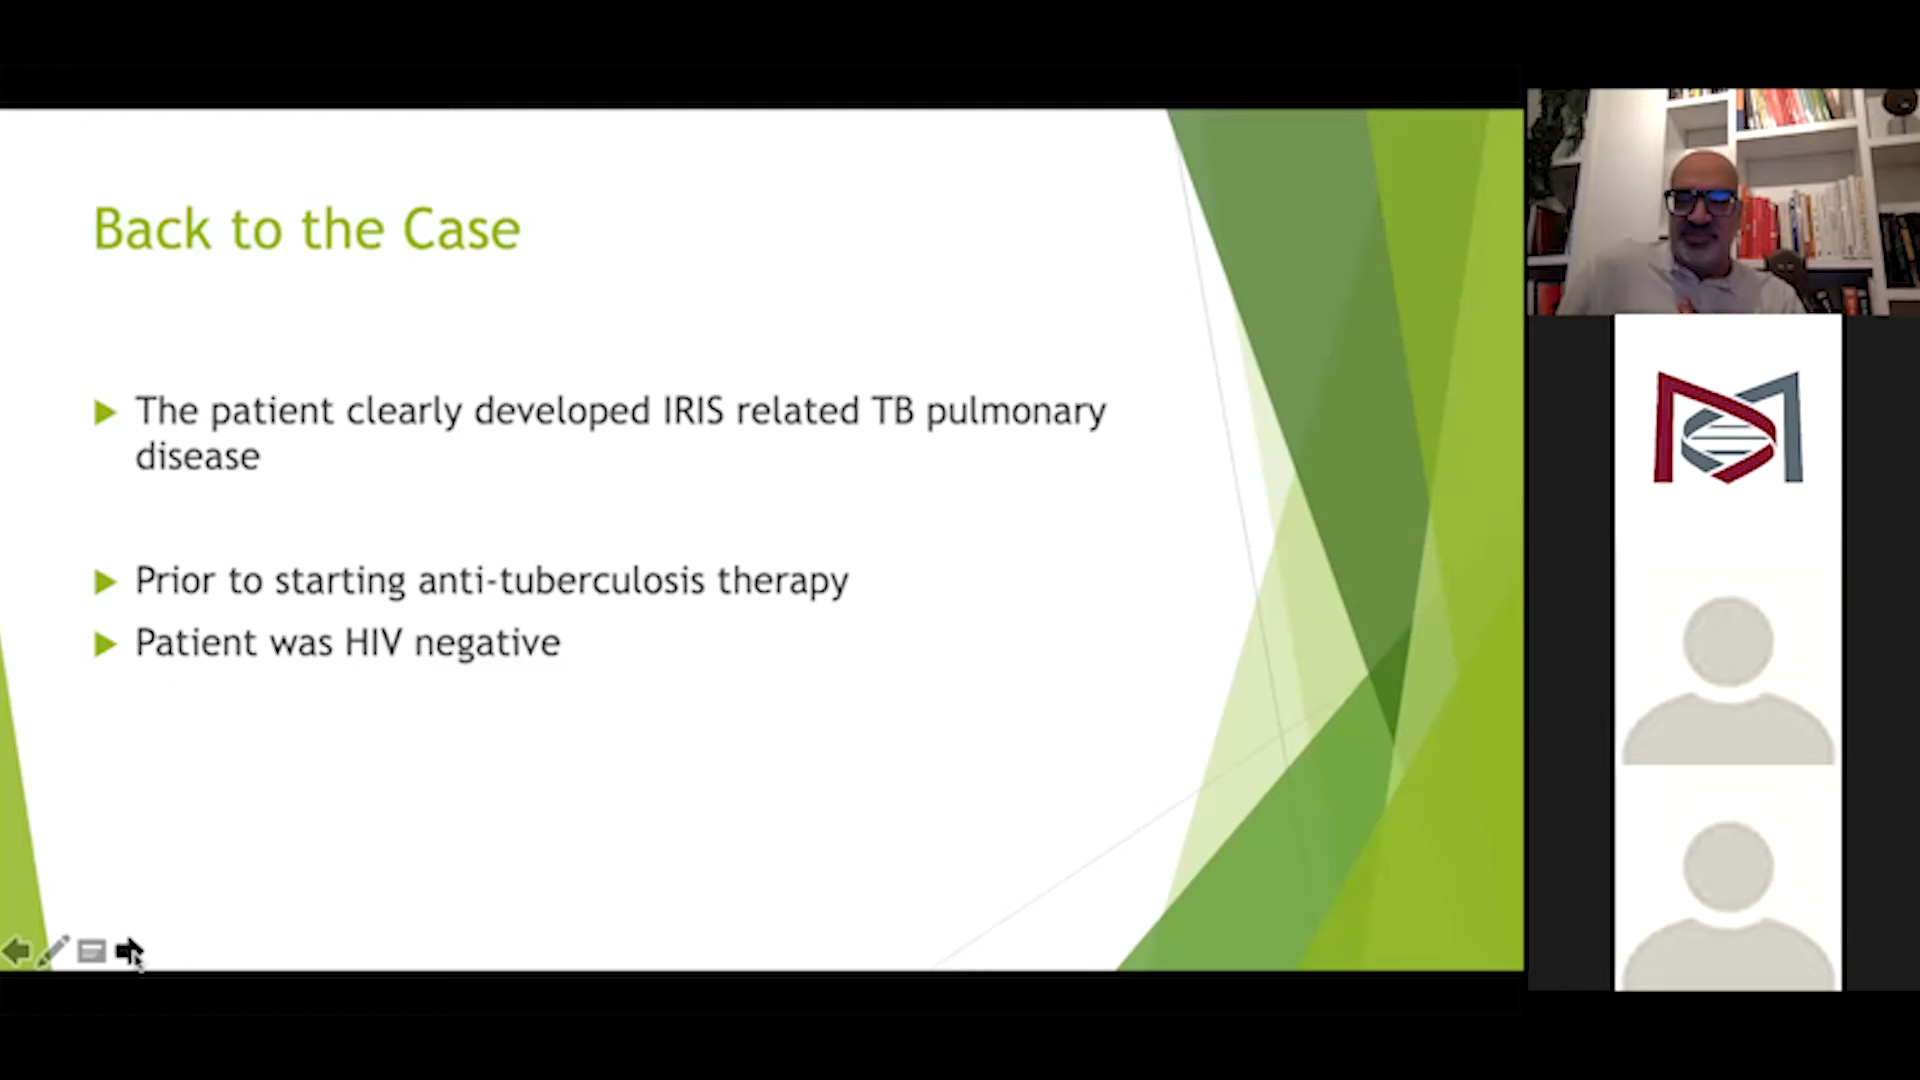 Back to the Case
The patient clearly developed IRIS related TB pulmonary
disease
Prior to starting anti-tuberculosis therapy
Patient was HIV negative